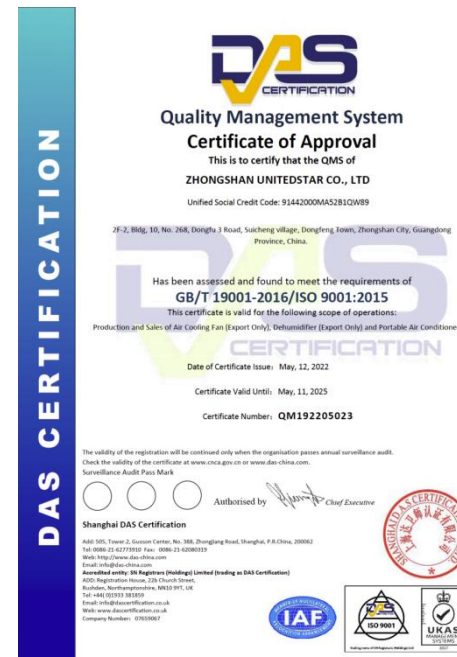 DAS CERTIFICATION
DAS
CERTIFICATION
Quality Management System
Certificate of Approval
This is to certify that the QMS of
ZHONGSHAN UNITEDSTAR CO., LTD
Unified Social Credit Code: 91442000MA52B1QW89
2F-2, Bldg, 10, No. 268, Dongfu 3 Road, Suicheng village, Dongfeng Town, Zhongshan City, Guangdong
Province, China.
DAS
CERTIFICATION
Has been assessed and found to meet the requirements of
GB/T 19001-2016/ISO 9001:2015
This certificate is valid for the following scope of operations:
Production and Sales of Air Cooling Fan (Export Only), Dehumidifier (Export Only) and Portable Air Conditione
Date of Certificate Issue: May, 12, 2022
Certificate Valid Until: May, 11, 2025
Certificate Number: QM192205023
The validity of the registration will be continued only when the organisation passes annual surveillance audit.
Check the validity of the certificate at www.cnca.gov.cn or www.das-china.com.
Surveillance Audit Pass Mark
Authorised by Chief Executive
Shanghai DAS Certification
Add: 505, Tower 2, Gusson Center, No. 388, Zhongjiang Road, Shanghai, P.R.China, 200062
Tel: 0086-21-62773910 Fax: 0086-21-62080319
Web: http://www.das-china.com
Email: Info@das-china.com
Accredited entity: SN Registrars (Holdings) Limited (trading as DAS Certification)
ADD: Registration House, 22b Church Street,
Rushden, Northamptonshire, NN10 9YT, UK
Tel: +44( 0)1933 381859
Email: Info@dascertification.co.uk
Web: www.dascertification.co.uk
Company Number: 07659067
IAF
ISO 9001
UKAS
MANAGEMENT
SYSTEMS